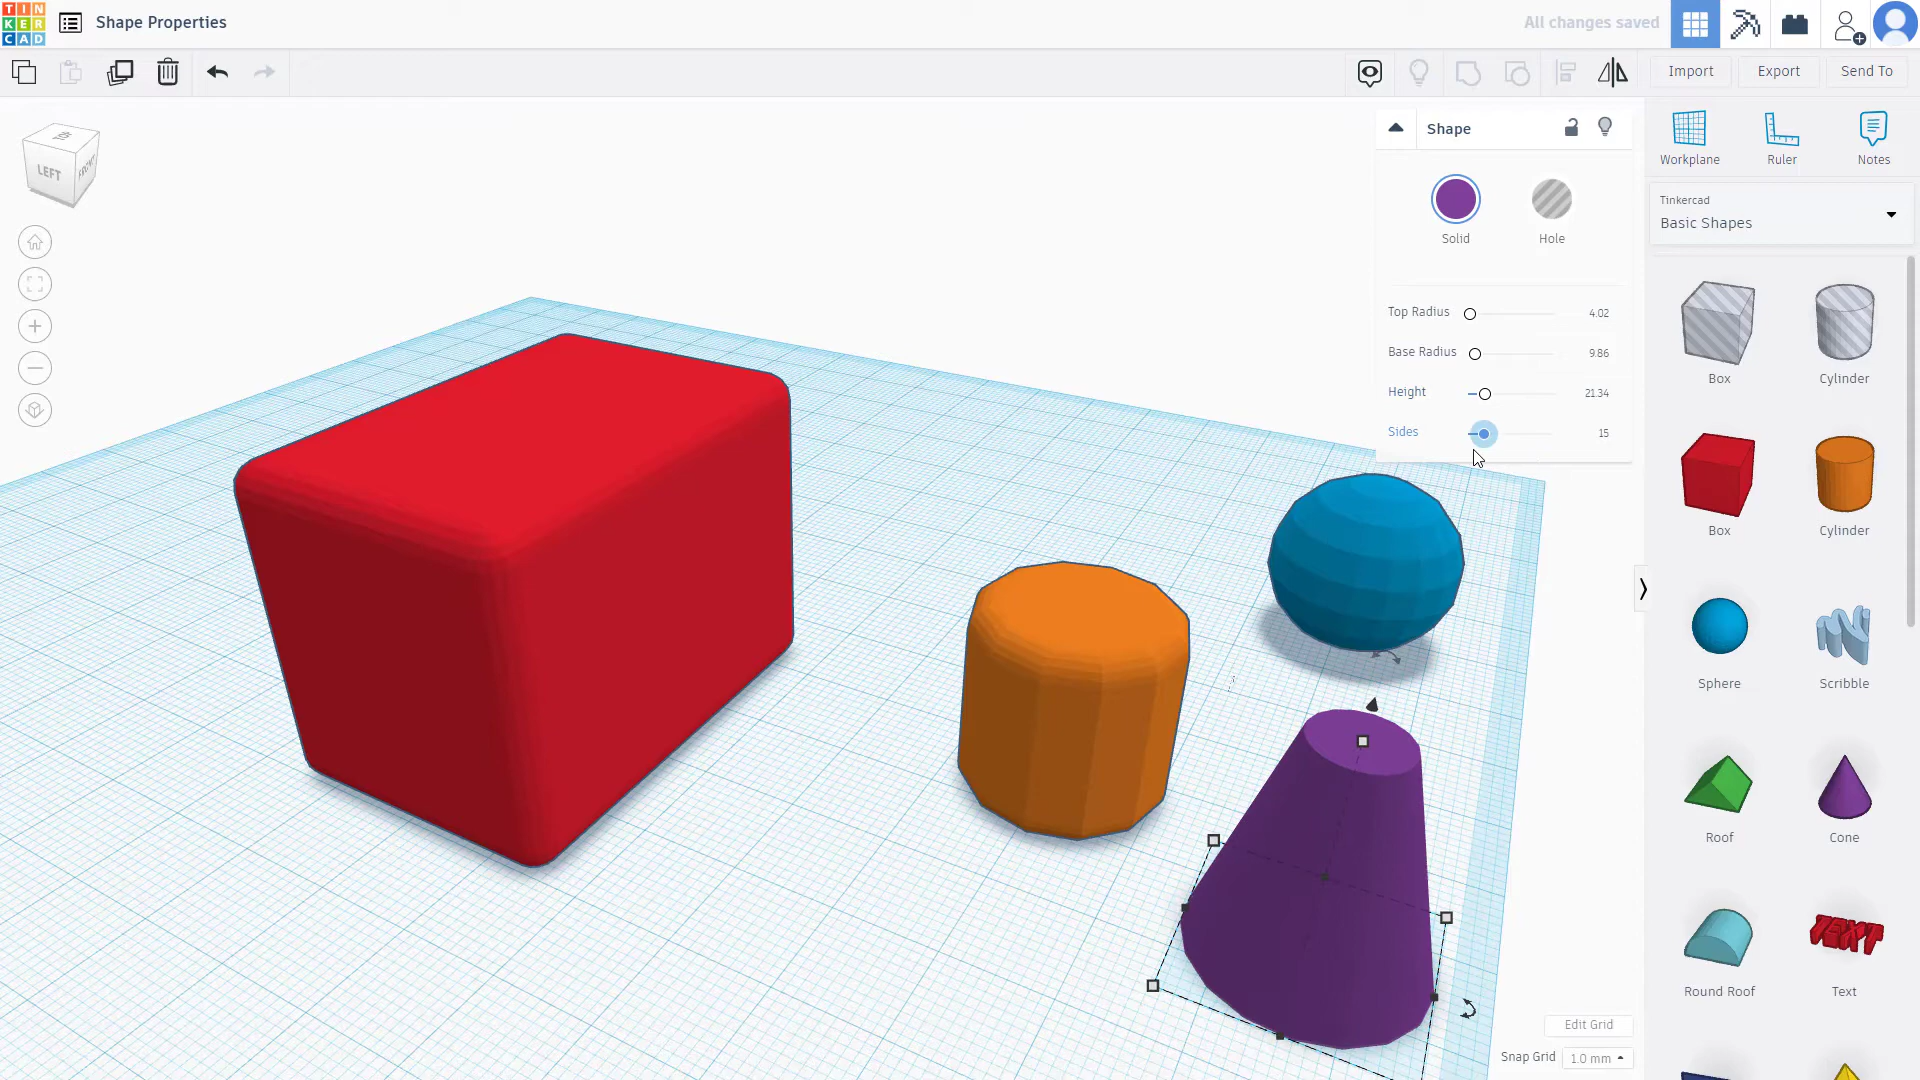 TIN
KER
CAD
Shape Properties
All changes saved
Import
Export
Send To
LEFT
FRONT
Shape
Solid
Hole
Top Radius 4.02
Base Radius 9.86
Height 21.34
Sides 15
Workplane
Ruler
Notes
Tinkercad
Basic Shapes
Box
Cylinder
Box
Cylinder
Sphere
Scribble
Roof
Cone
Round Roof
TEXT
Text
Edit Grid
Snap Grid 1.0 mm